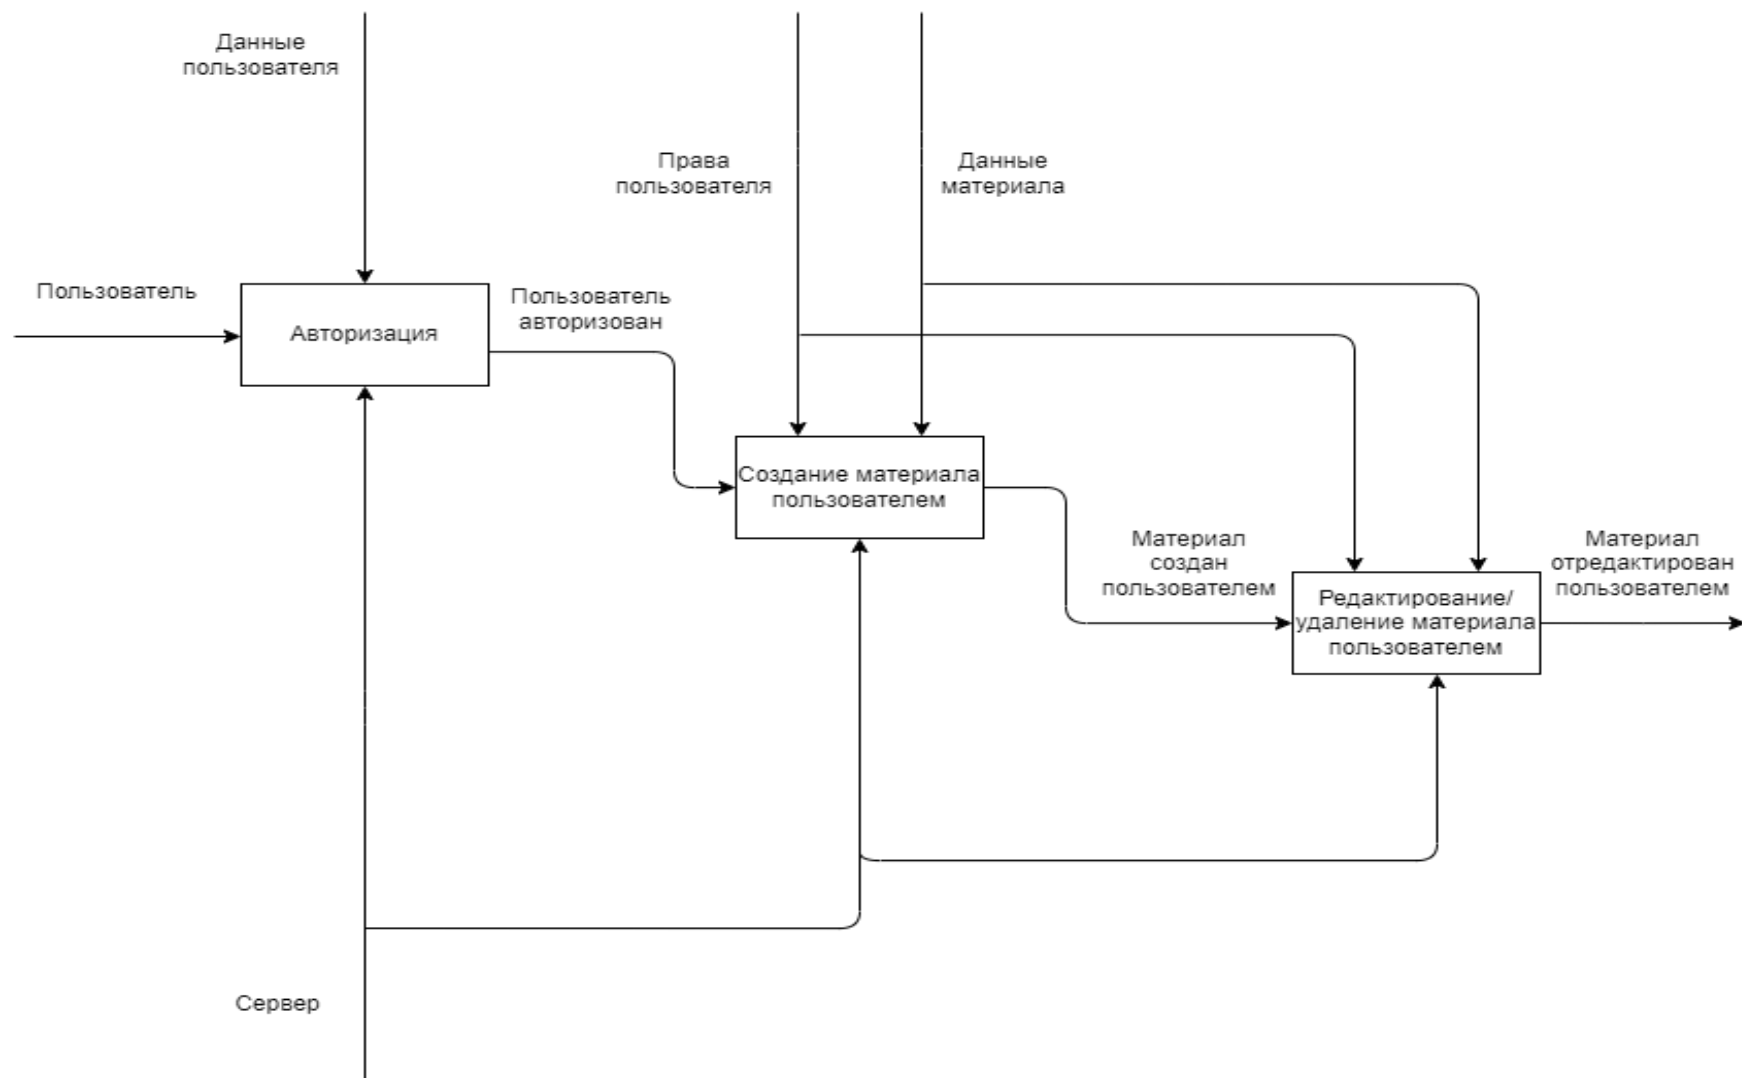 Данные
пользователя
Права
пользователя
Данные
материала
Пользователь
Авторизация
Пользователь
авторизован
Создание материала
пользователем
Материал
создан
пользователем
Редактирование/
удаление материала
пользователем
Материал
отредактирован
пользователем
Сервер